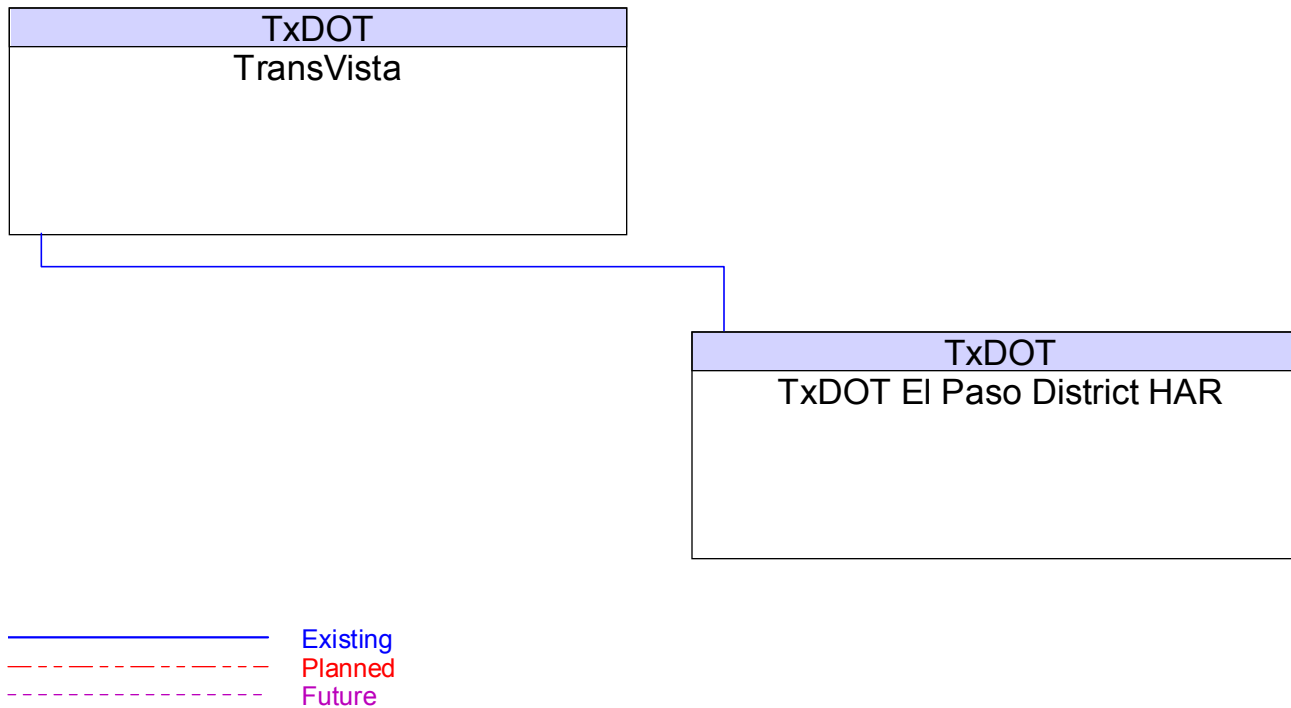 TxDOT
TransVista
TxDOT
TxDOT El Paso District HAR
Existing
Planned
Future